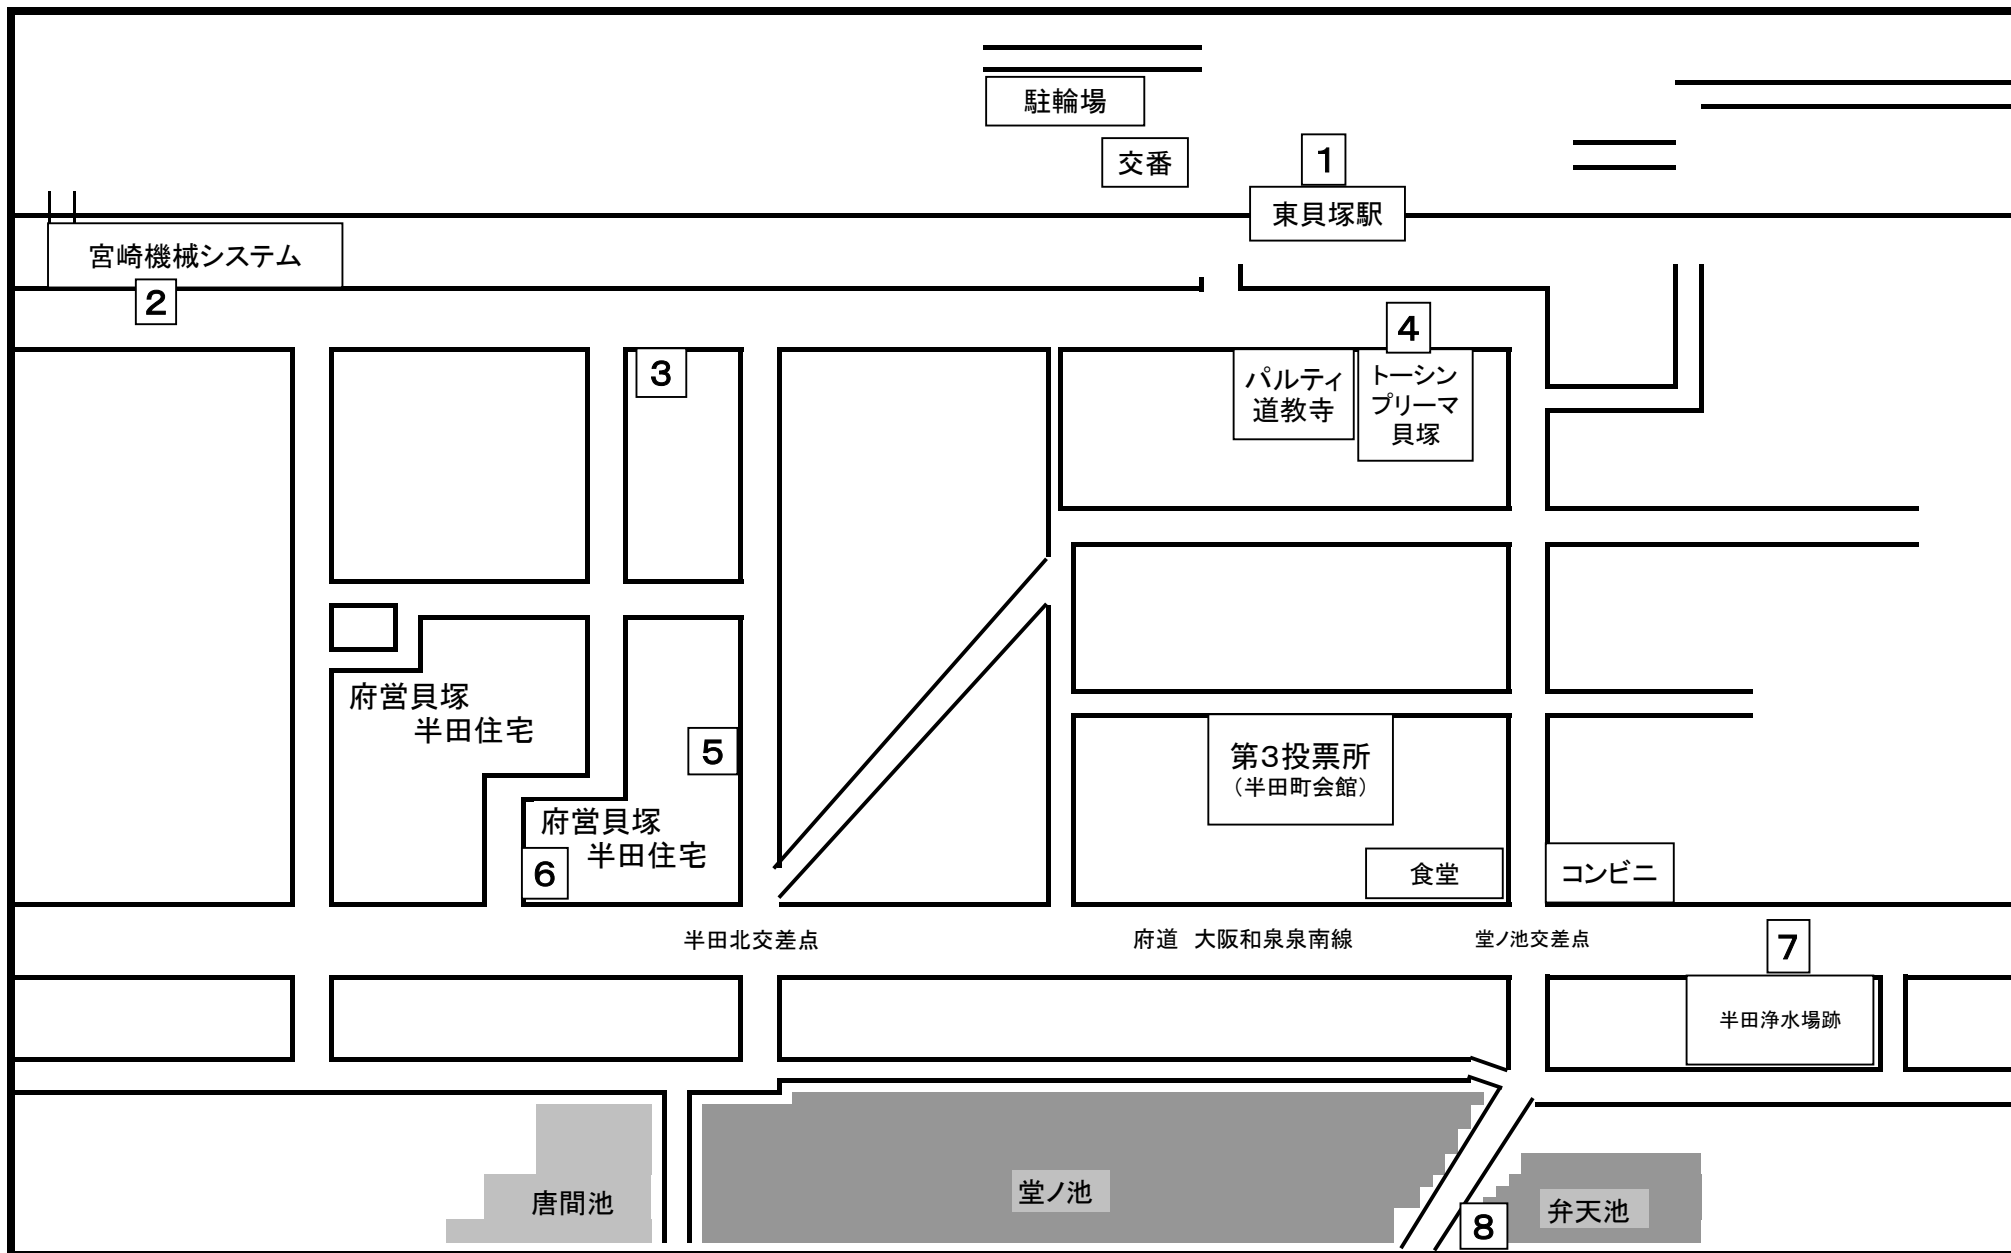 駐輪場
交番
1
東貝塚駅
宮崎機械システム
2
4
3
パルティ
道教寺
トーシン
プリーマ
貝塚
府営貝塚
半田住宅
5
第3投票所
(半田町会館)
府営貝塚
半田住宅
6
食堂
コンビニ
半田北交差点
府道 大阪和泉泉南線
堂ノ池交差点
7
半田浄水場跡
唐間池
堂ノ池
弁天池
8